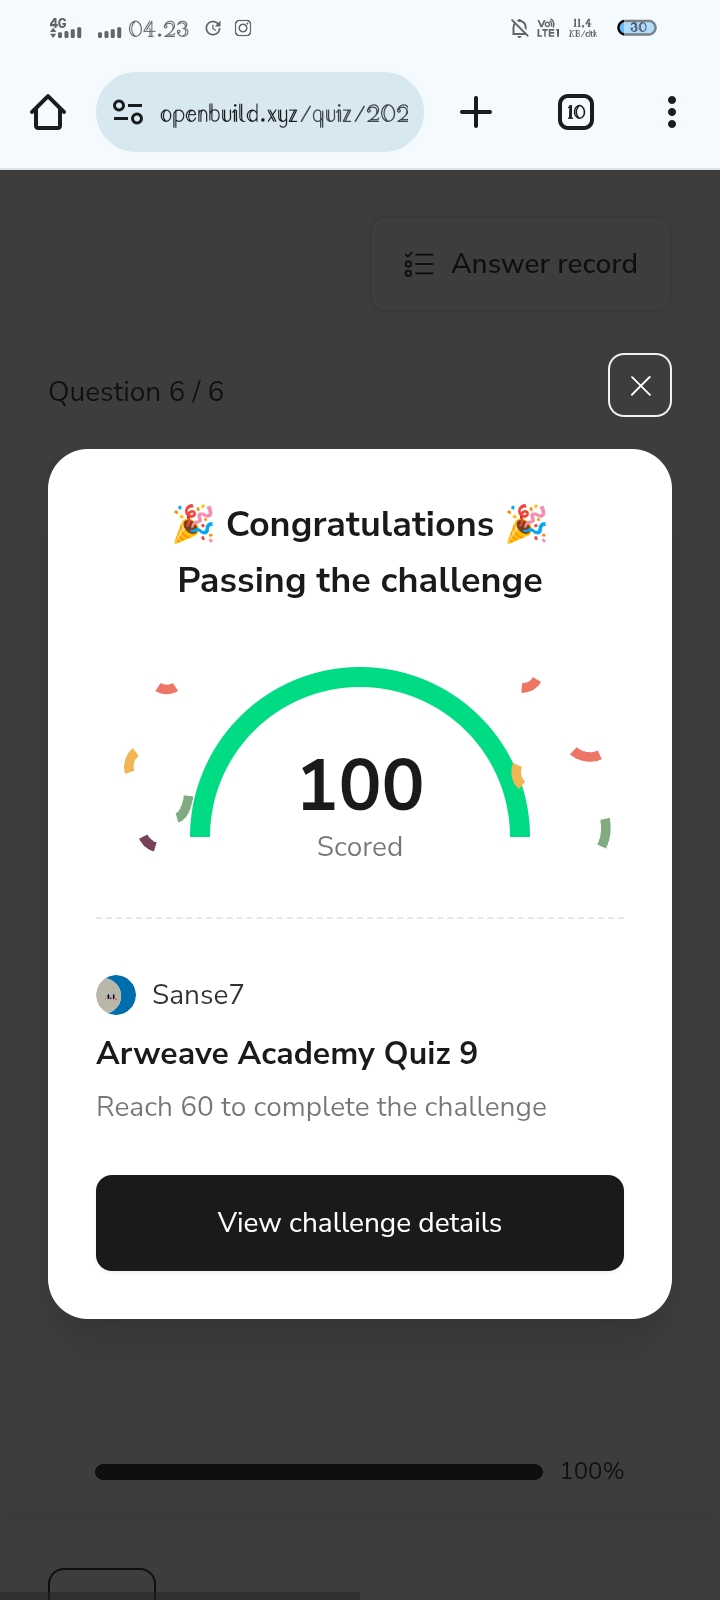 4G 04.23 Vo)) LTE1 11,4 KB/dtk 30
openbuild.xyz/quiz/202 10
Answer record
Question 6 / 6
🎉 Congratulations 🎉
Passing the challenge
100
Scored
Sanse7
Arweave Academy Quiz 9
Reach 60 to complete the challenge
View challenge details
100%